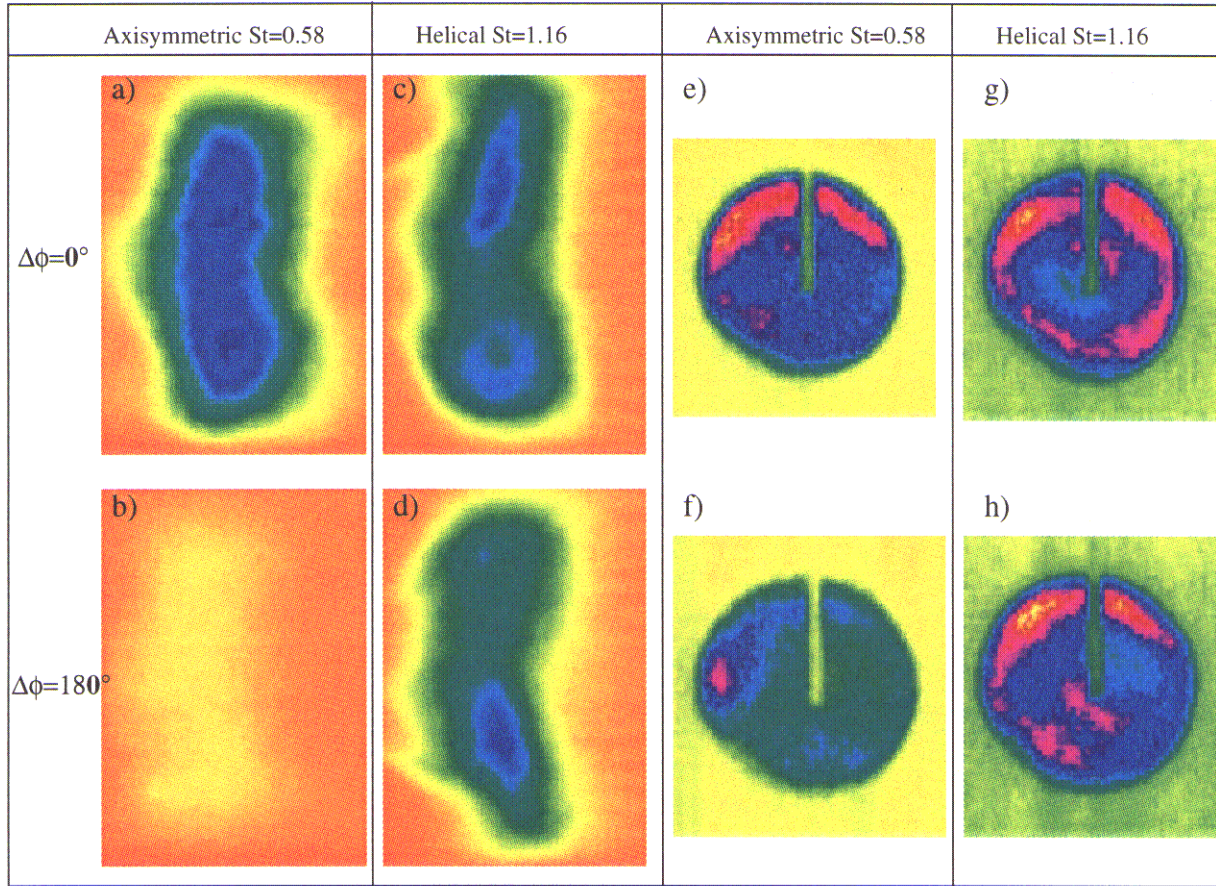 Axisymmetric St=0.58 Helical St=1.16 Axisymmetric St=0.58 Helical St=1.16
a) c) e) g)
Δϕ=0°
b) d) f) h)
Δϕ=180°